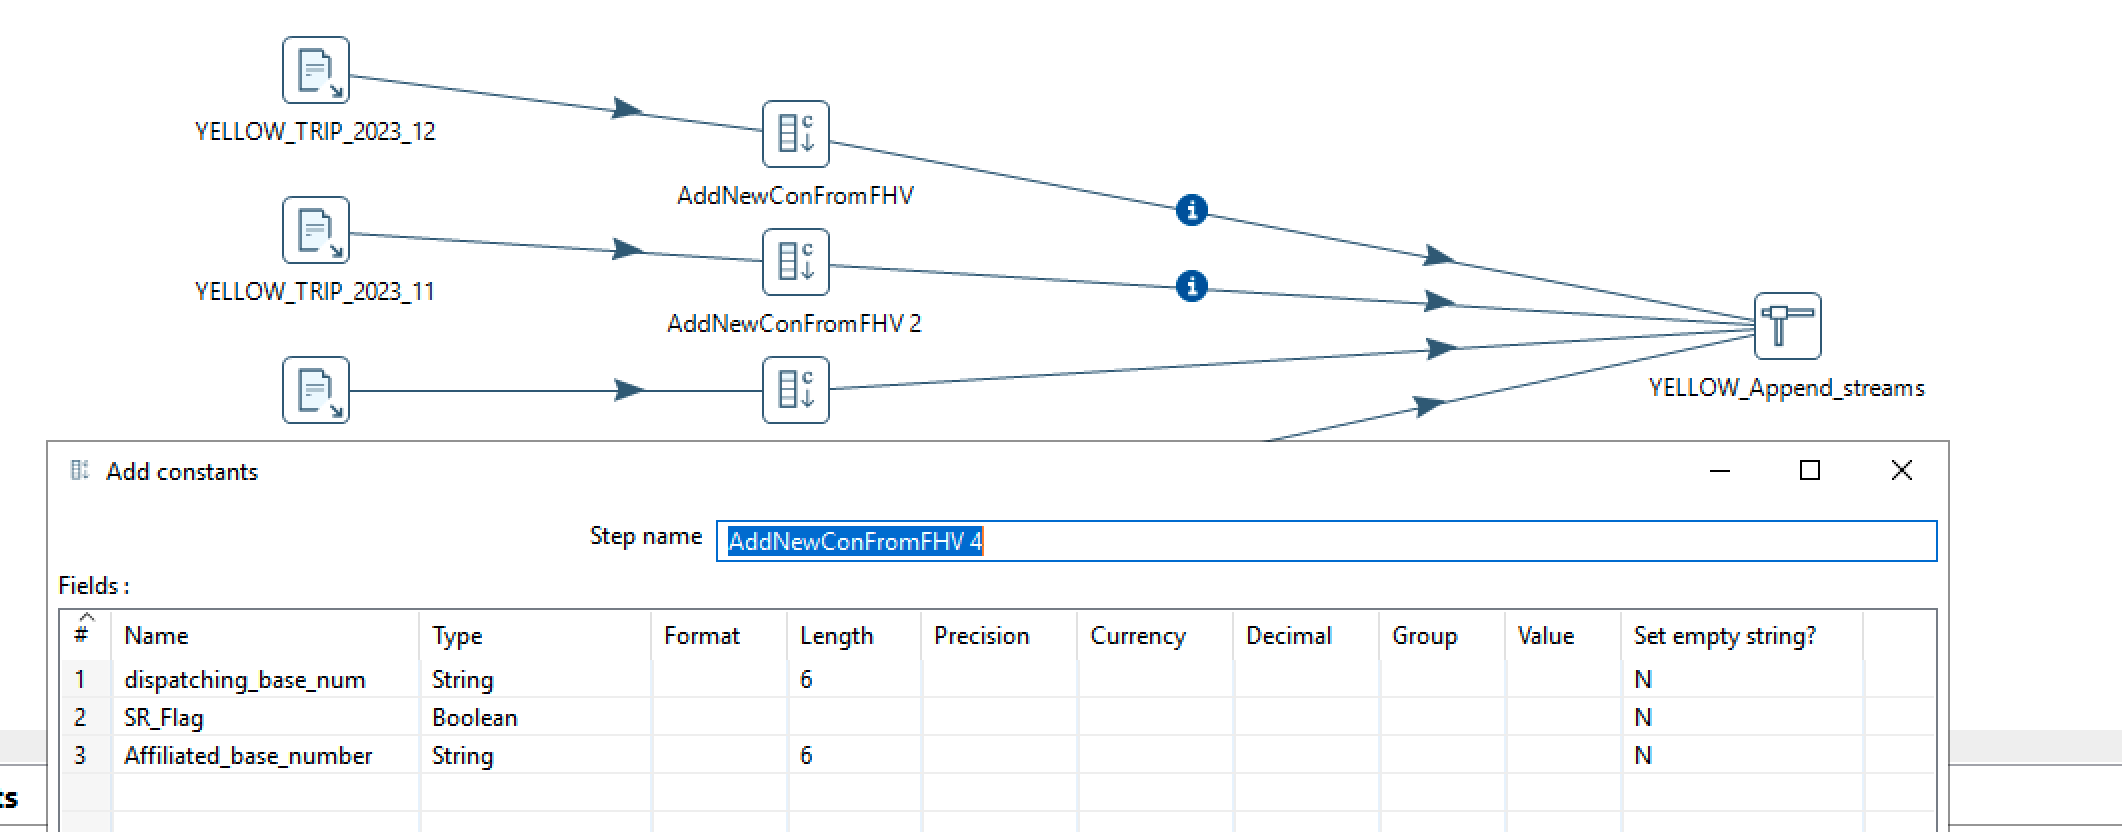 YELLOW_TRIP_2023_12
AddNewConFromFHV
YELLOW_TRIP_2023_11
AddNewConFromFHV 2
YELLOW_Append_streams
Add constants
Step name AddNewConFromFHV 4
Fields :
# Name Type Format Length Precision Currency Decimal Group Value Set empty string?
1 dispatching_base_num String 6 N
2 SR_Flag Boolean N
3 Affiliated_base_number String 6 N